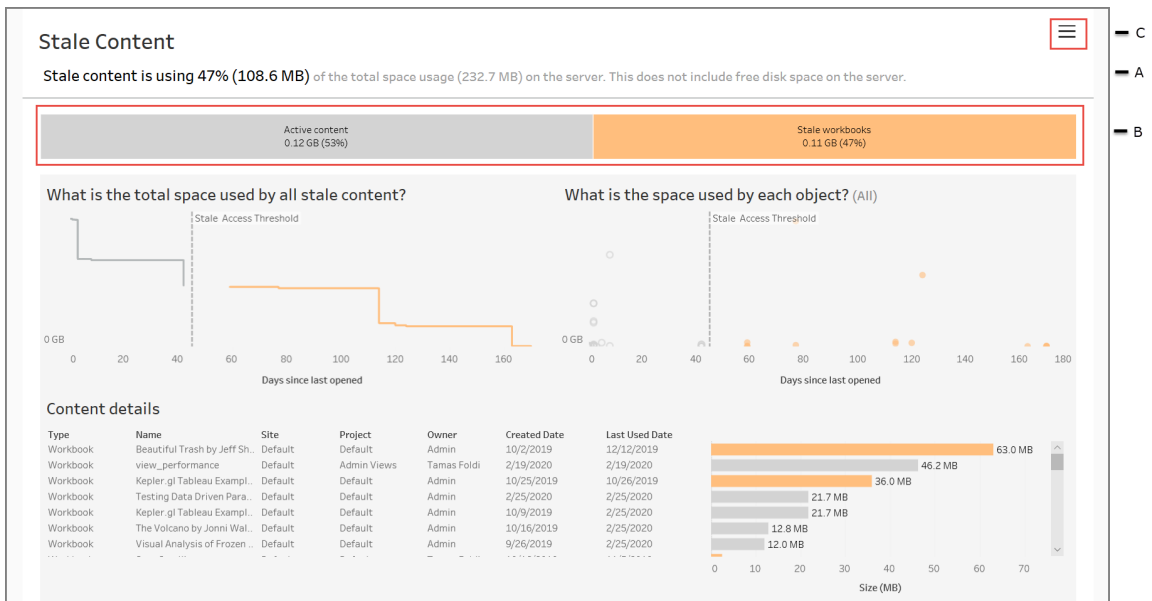 Stale Content
C
Stale content is using 47% (108.6 MB) of the total space usage (232.7 MB) on the server. This does not include free disk space on the server.
A
Active content
0.12 GB (53%)
Stale workbooks
0.11 GB (47%)
B
What is the total space used by all stale content?
Stale Access Threshold
0 GB
0 20 40 60 80 100 120 140 160
Days since last opened
What is the space used by each object? (All)
Stale Access Threshold
0 GB
0 20 40 60 80 100 120 140 160 180
Days since last opened
Content details
Type Name Site Project Owner Created Date Last Used Date
Workbook Beautiful Trash by Jeff Sh.. Default Default Admin 10/2/2019 12/12/2019 63.0 MB
Workbook view_performance Default Admin Views Tamas Foldi 2/19/2020 2/19/2020 46.2 MB
Workbook Kepler.gl Tableau Exampl.. Default Default Admin 10/25/2019 10/26/2019 36.0 MB
Workbook Testing Data Driven Para.. Default Default Admin 2/25/2020 2/25/2020 21.7 MB
Workbook Kepler.gl Tableau Exampl.. Default Default Admin 10/9/2019 2/25/2020 21.7 MB
Workbook The Volcano by Jonni Wal.. Default Default Admin 10/16/2019 2/25/2020 12.8 MB
Workbook Visual Analysis of Frozen .. Default Default Admin 9/26/2019 2/25/2020 12.0 MB
0 10 20 30 40 50 60 70
Size (MB)